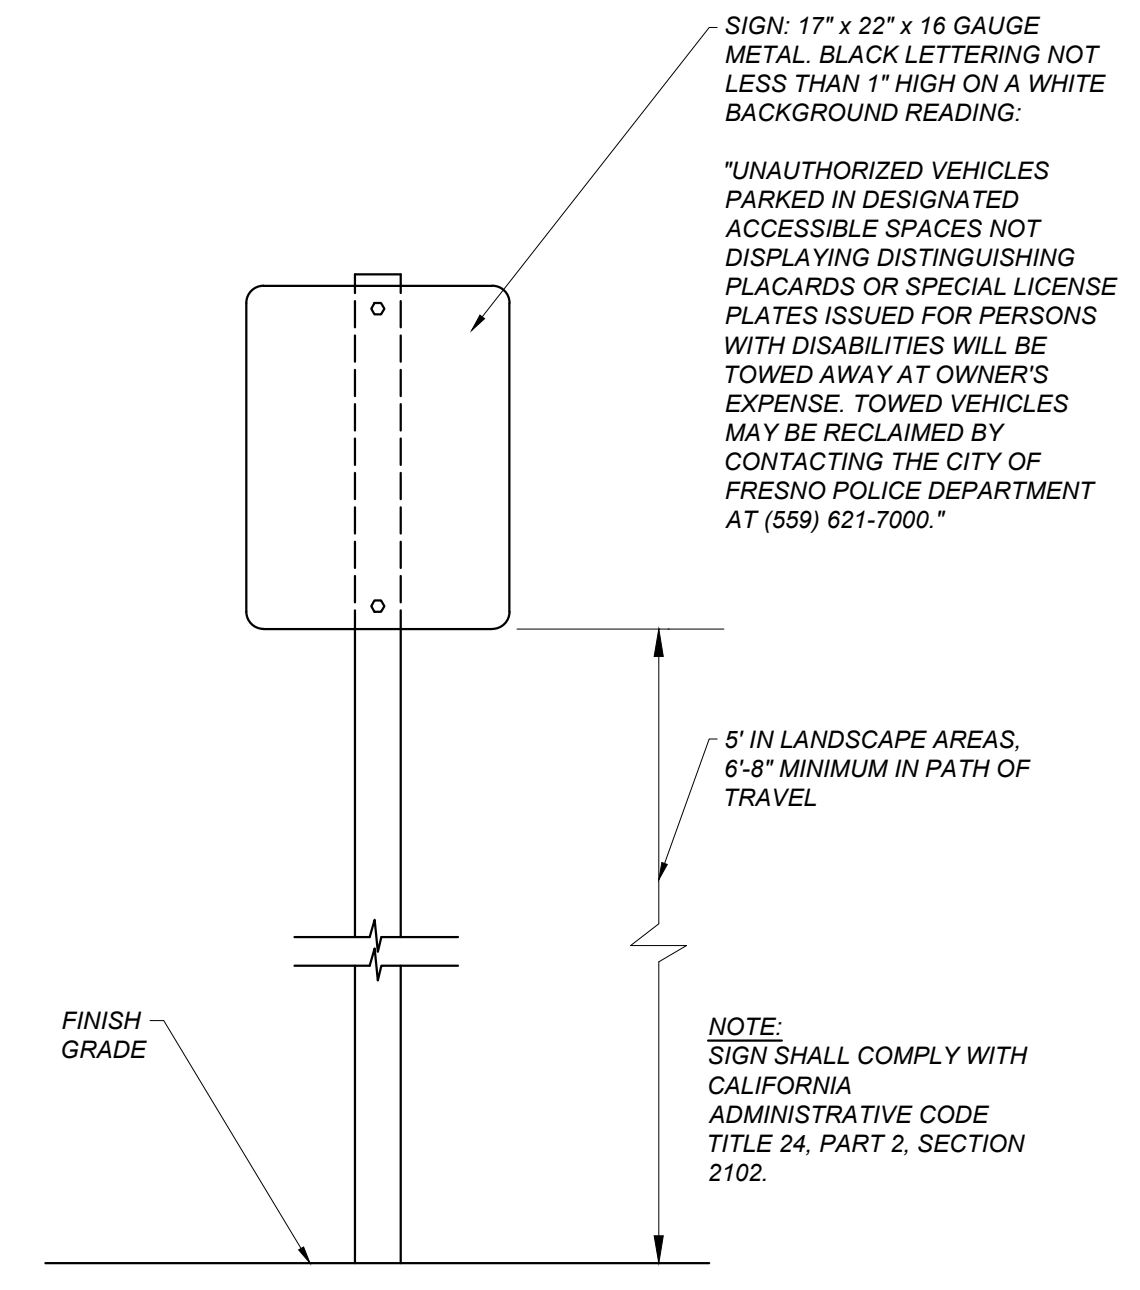 SIGN: 17" x 22" x 16 GAUGE
METAL. BLACK LETTERING NOT
LESS THAN 1" HIGH ON A WHITE
BACKGROUND READING:
"UNAUTHORIZED VEHICLES
PARKED IN DESIGNATED
ACCESSIBLE SPACES NOT
DISPLAYING DISTINGUISHING
PLACARDS OR SPECIAL LICENSE
PLATES ISSUED FOR PERSONS
WITH DISABILITIES WILL BE
TOWED AWAY AT OWNER'S
EXPENSE. TOWED VEHICLES
MAY BE RECLAIMED BY
CONTACTING THE CITY OF
FRESNO POLICE DEPARTMENT
AT (559) 621-7000."
5' IN LANDSCAPE AREAS,
6'-8" MINIMUM IN PATH OF
TRAVEL
FINISH
GRADE
NOTE:
SIGN SHALL COMPLY WITH
CALIFORNIA
ADMINISTRATIVE CODE
TITLE 24, PART 2, SECTION
2102.